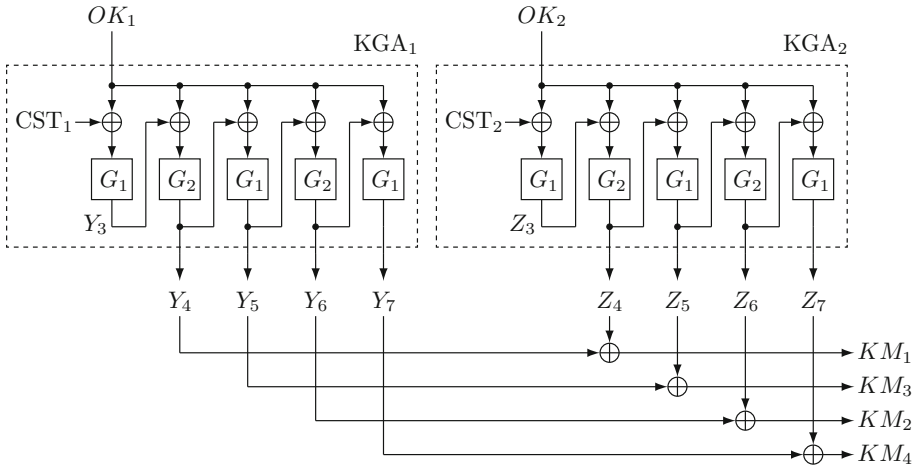 OK₁ OK₂
KGA₁ KGA₂
CST₁ CST₂
G₁ G₂ G₁ G₂ G₁ G₁ G₂ G₁ G₂ G₁
Y₃ Z₃
Y₄ Y₅ Y₆ Y₇ Z₄ Z₅ Z₆ Z₇
KM₁
KM₃
KM₂
KM₄